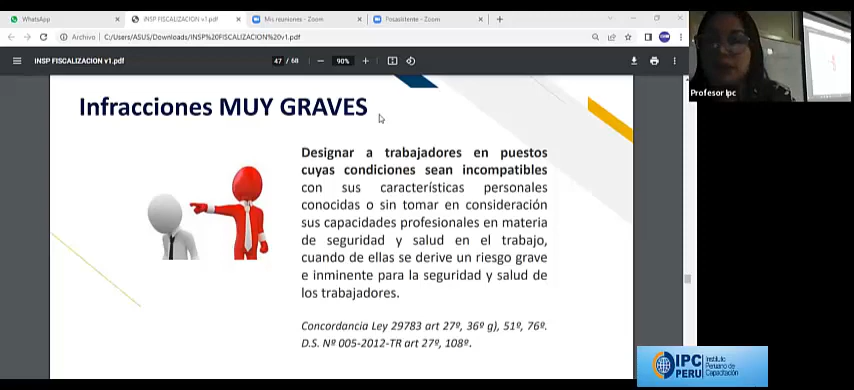 WhatsApp
INSP FISCALIZACION v1.pdf
Mis reuniones - Zoom
Posasistente - Zoom
Archivo
C:/Users/ASUS/Downloads/INSP%20FISCALIZACION%20v1.pdf
INSP FISCALIZACION v1.pdf
47 / 68
90%
Profesor Ipc
Infracciones MUY GRAVES
Designar a trabajadores en puestos
cuyas condiciones sean incompatibles
con sus características personales
conocidas o sin tomar en consideración
sus capacidades profesionales en materia
de seguridad y salud en el trabajo,
cuando de ellas se derive un riesgo grave
e inminente para la seguridad y salud de
los trabajadores.
Concordancia Ley 29783 art 27º, 36º g), 51º, 76º.
D.S. Nº 005-2012-TR art 27º, 108º.
IPC
PERU
Instituto
Peruano de
Capacitación